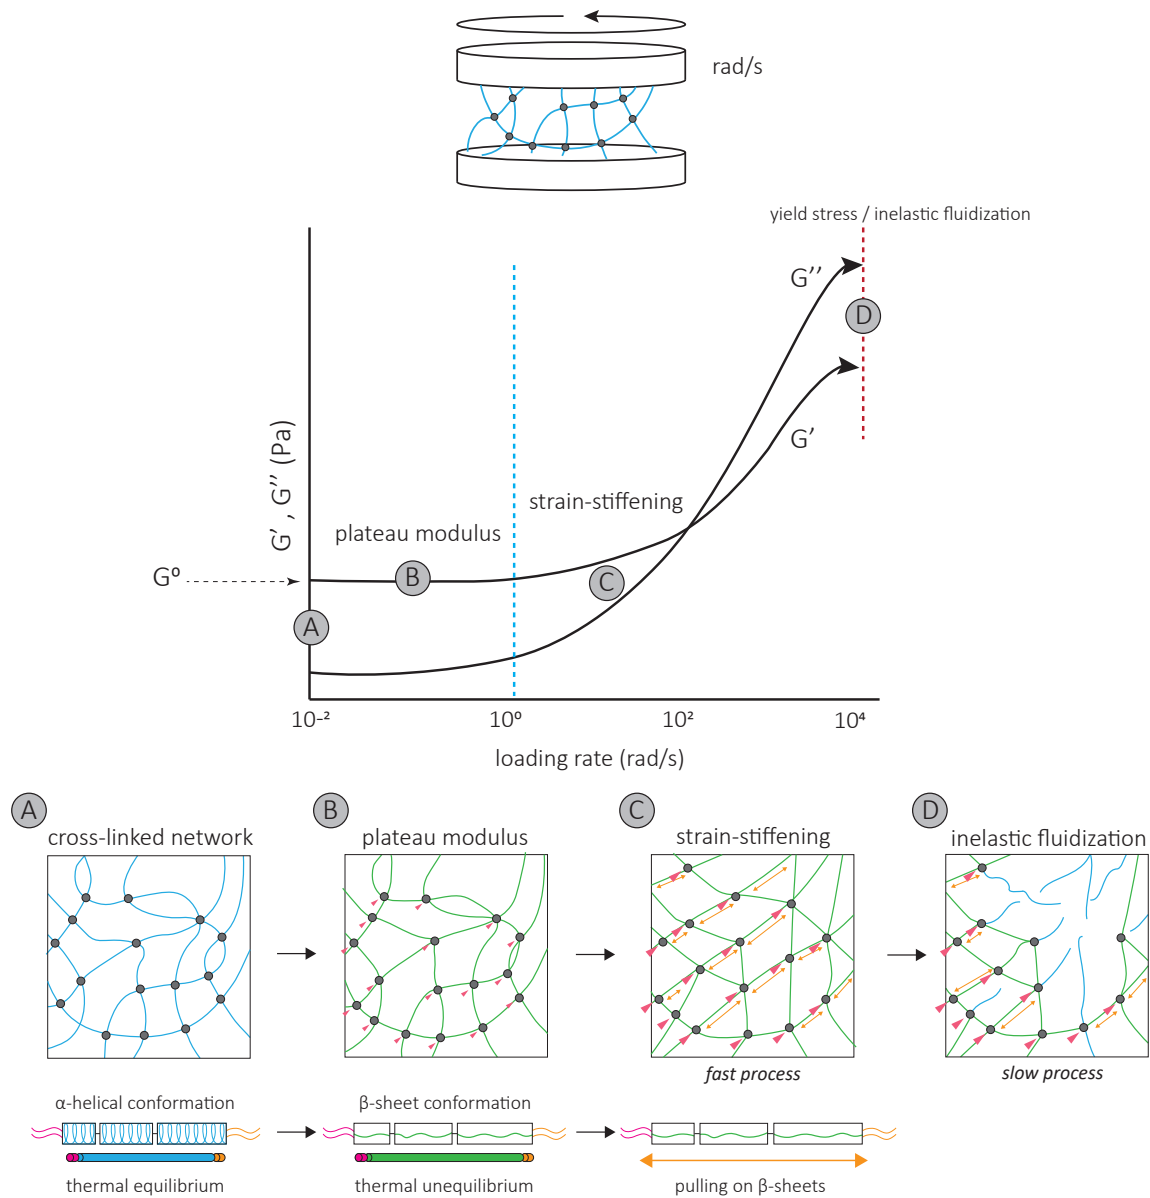 rad/s
yield stress / inelastic fluidization
G''
D
G'
G', G'' (Pa)
strain-stiffening
plateau modulus
G⁰
B
C
A
10⁻² 10⁰ 10² 10⁴
loading rate (rad/s)
A B C D
cross-linked network plateau modulus strain-stiffening inelastic fluidization
fast process slow process
α-helical conformation β-sheet conformation
thermal equilibrium thermal unequilibrium pulling on β-sheets